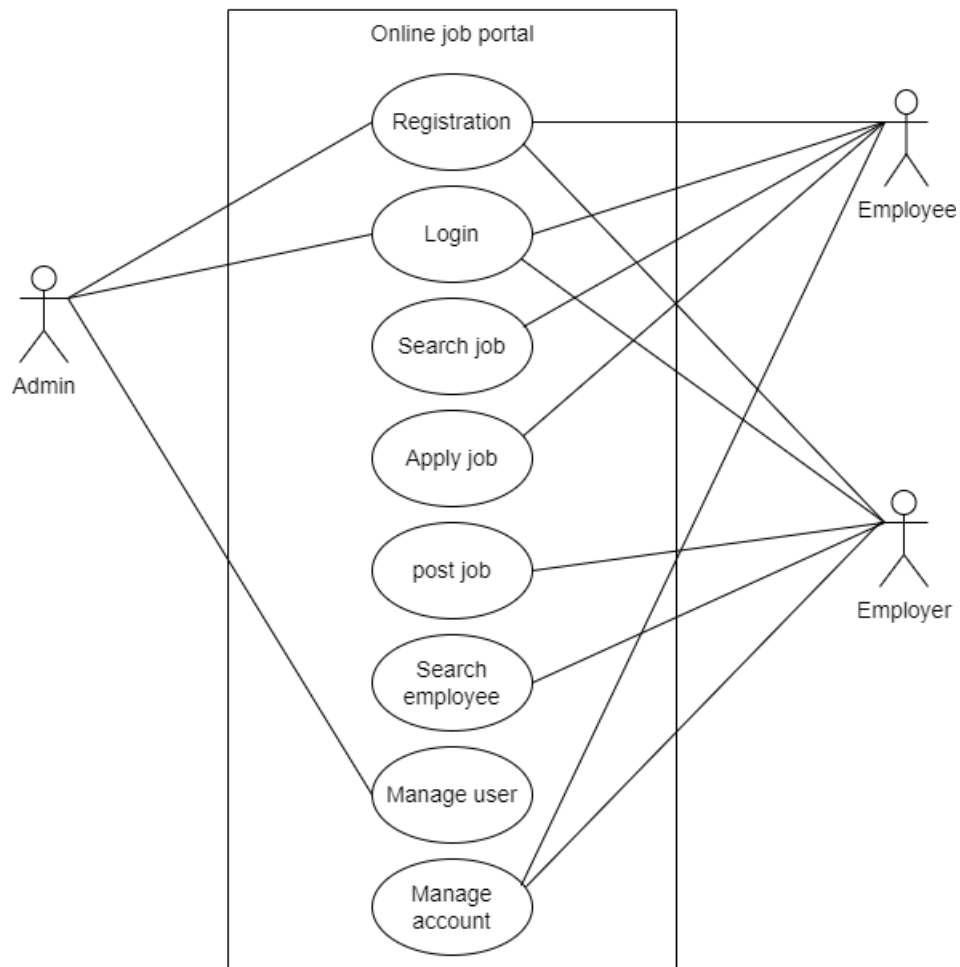 Online job portal
Registration
Employee
Login
Admin
Search job
Apply job
post job
Employer
Search
employee
Manage user
Manage
account